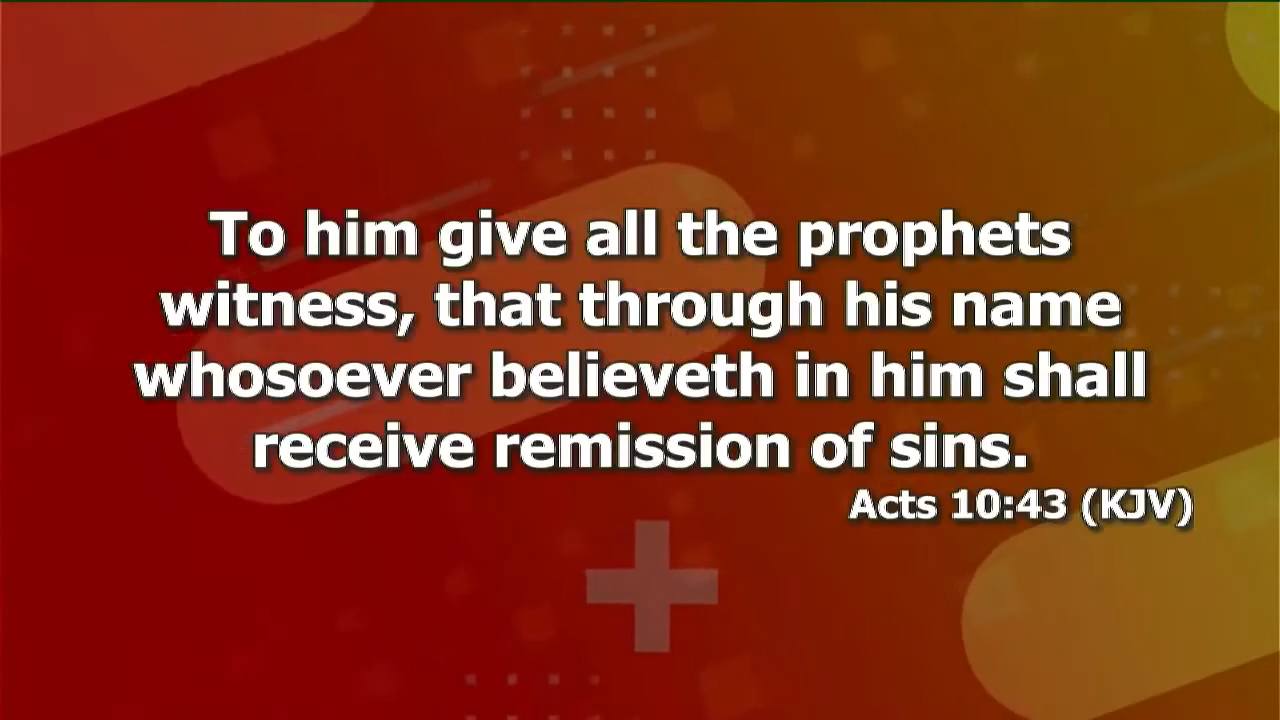 To him give all the prophets
witness, that through his name
whosoever believeth in him shall
receive remission of sins.
Acts 10:43 (KJV)